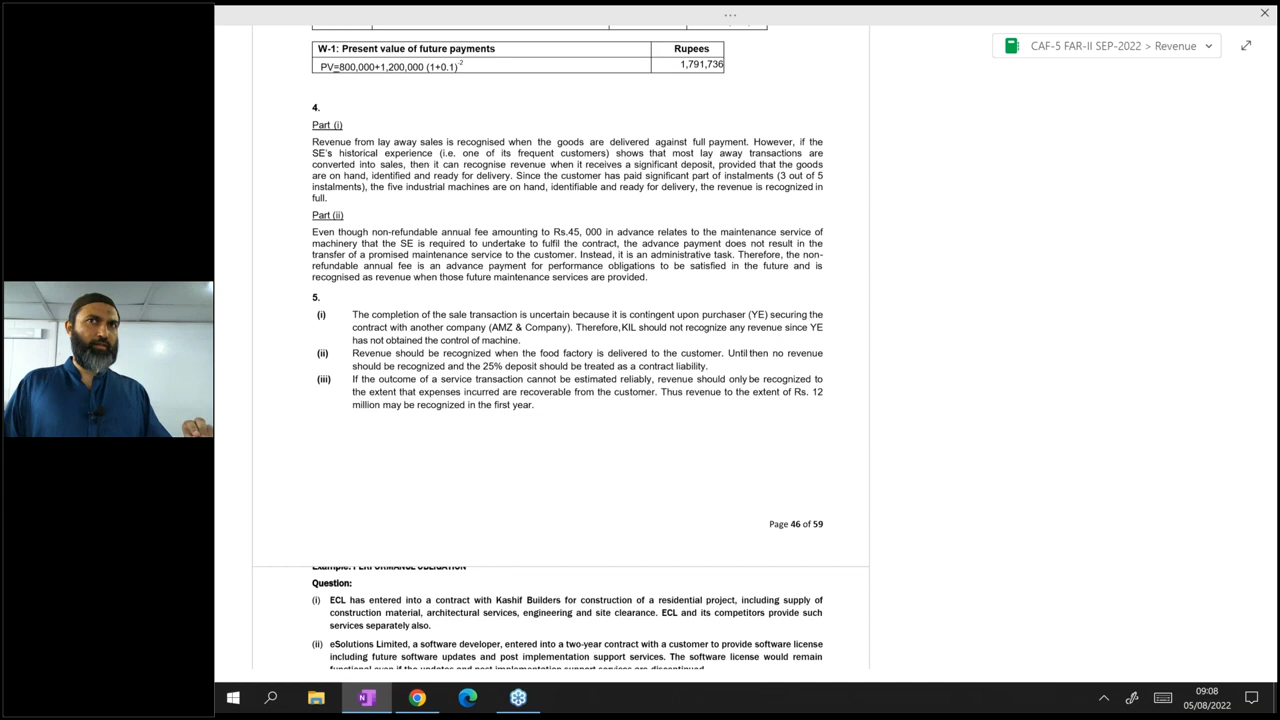 CAF-5 FAR-II SEP-2022 > Revenue
W-1: Present value of future payments Rupees
PV=800,000+1,200,000 (1+0.1)-2 1,791,736
4.
Part (i)
Revenue from lay away sales is recognised when the goods are delivered against full payment. However, if the
SE's historical experience (i.e. one of its frequent customers) shows that most lay away transactions are
converted into sales, then it can recognise revenue when it receives a significant deposit, provided that the goods
are on hand, identified and ready for delivery. Since the customer has paid significant part of instalments (3 out of 5
instalments), the five industrial machines are on hand, identifiable and ready for delivery, the revenue is recognized in
full.
Part (ii)
Even though non-refundable annual fee amounting to Rs.45, 000 in advance relates to the maintenance service of
machinery that the SE is required to undertake to fulfil the contract, the advance payment does not result in the
transfer of a promised maintenance service to the customer. Instead, it is an administrative task. Therefore, the non-
refundable annual fee is an advance payment for performance obligations to be satisfied in the future and is
recognised as revenue when those future maintenance services are provided.
5.
(i) The completion of the sale transaction is uncertain because it is contingent upon purchaser (YE) securing the
contract with another company (AMZ & Company). Therefore, KIL should not recognize any revenue since YE
has not obtained the control of machine.
(ii) Revenue should be recognized when the food factory is delivered to the customer. Until then no revenue
should be recognized and the 25% deposit should be treated as a contract liability.
(iii) If the outcome of a service transaction cannot be estimated reliably, revenue should only be recognized to
the extent that expenses incurred are recoverable from the customer. Thus revenue to the extent of Rs. 12
million may be recognized in the first year.
Page 46 of 59
Example: PERFORMANCE OBLIGATION
Question:
(i) ECL has entered into a contract with Kashif Builders for construction of a residential project, including supply of
construction material, architectural services, engineering and site clearance. ECL and its competitors provide such
services separately also.
(ii) eSolutions Limited, a software developer, entered into a two-year contract with a customer to provide software license
including future software updates and post implementation support services. The software license would remain
functional even if the updates and post implementation support services are discontinued.
09:08
05/08/2022